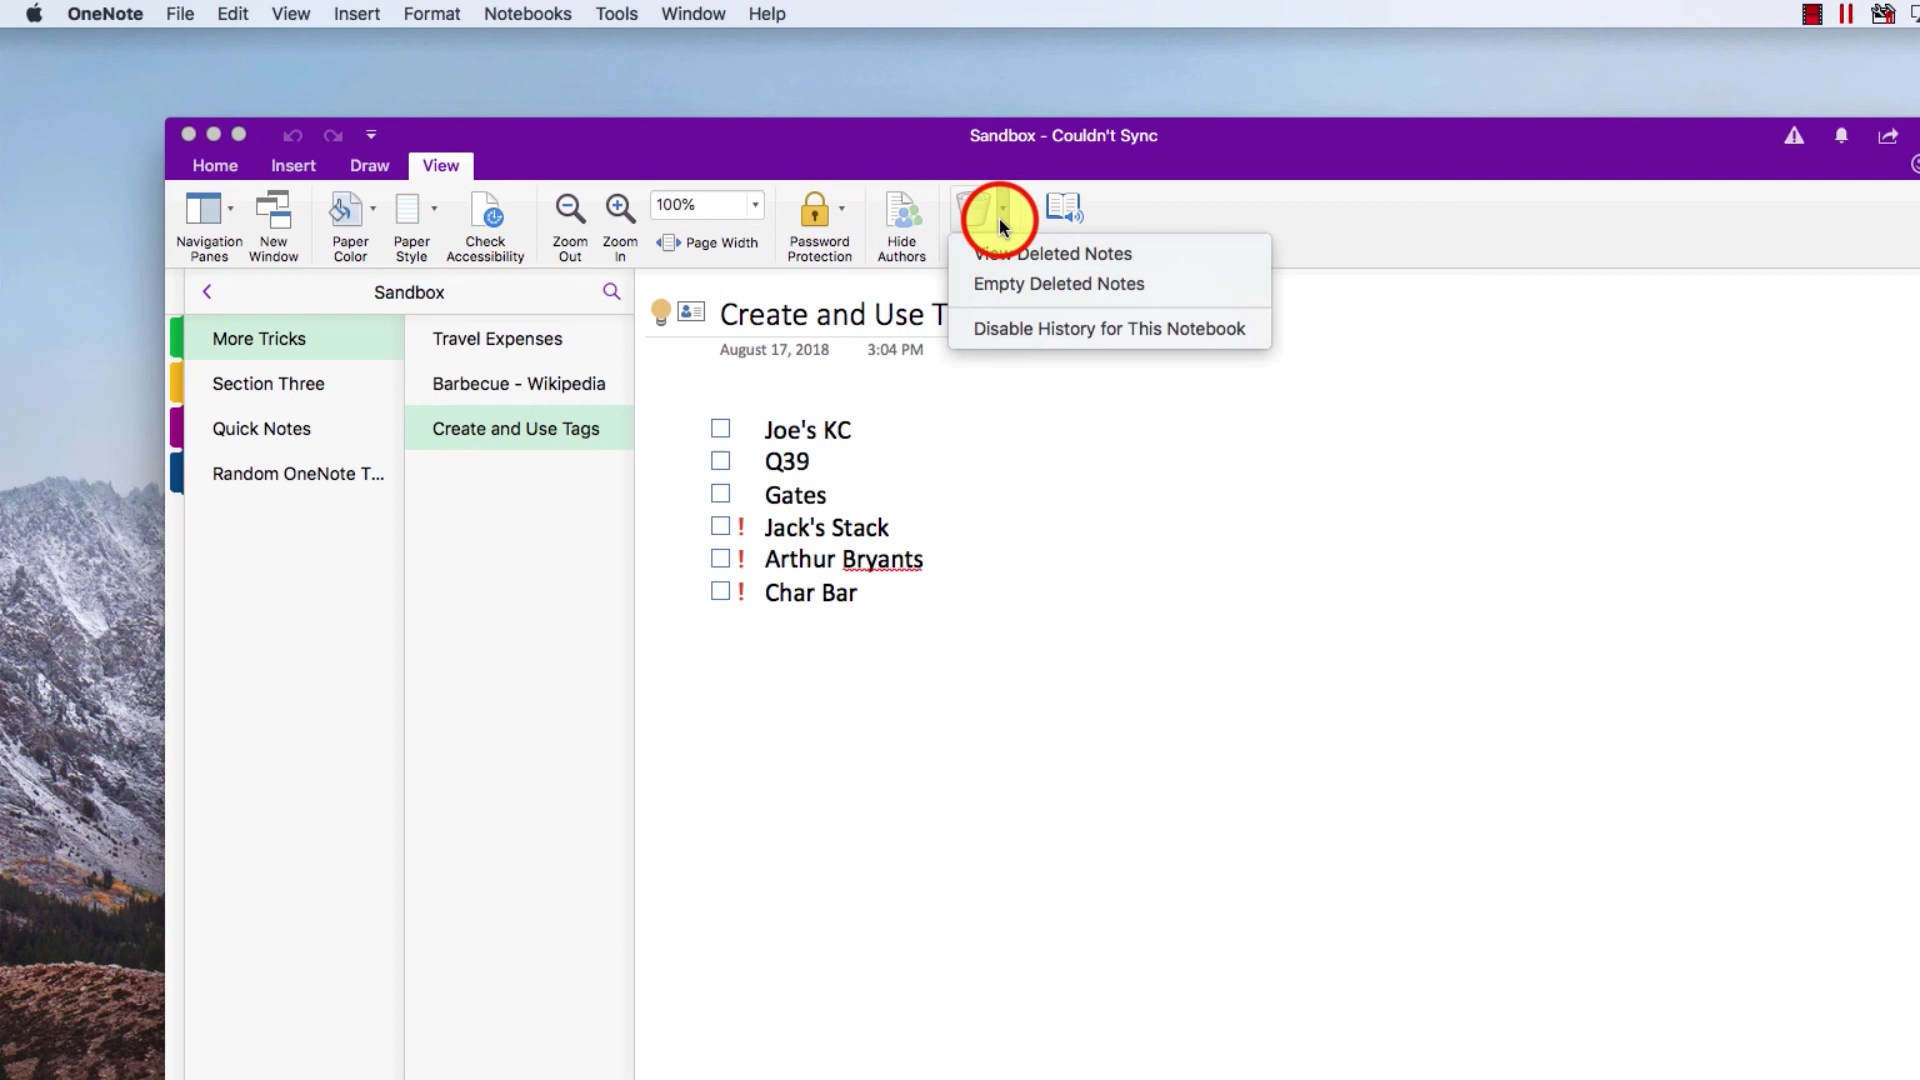 OneNote File Edit View Insert Format Notebooks Tools Window Help
Sandbox - Couldn't Sync
Home Insert Draw View
100%
Page Width
Navigation Panes
New Window
Paper Color
Paper Style
Check Accessibility
Zoom Out
Zoom In
Password Protection
Hide Authors
View Deleted Notes
Empty Deleted Notes
Disable History for This Notebook
Sandbox
More Tricks
Section Three
Quick Notes
Random OneNote T...
Travel Expenses
Barbecue - Wikipedia
Create and Use Tags
Create and Use T
August 17, 2018 3:04 PM
Joe's KC
Q39
Gates
! Jack's Stack
! Arthur Bryants
! Char Bar